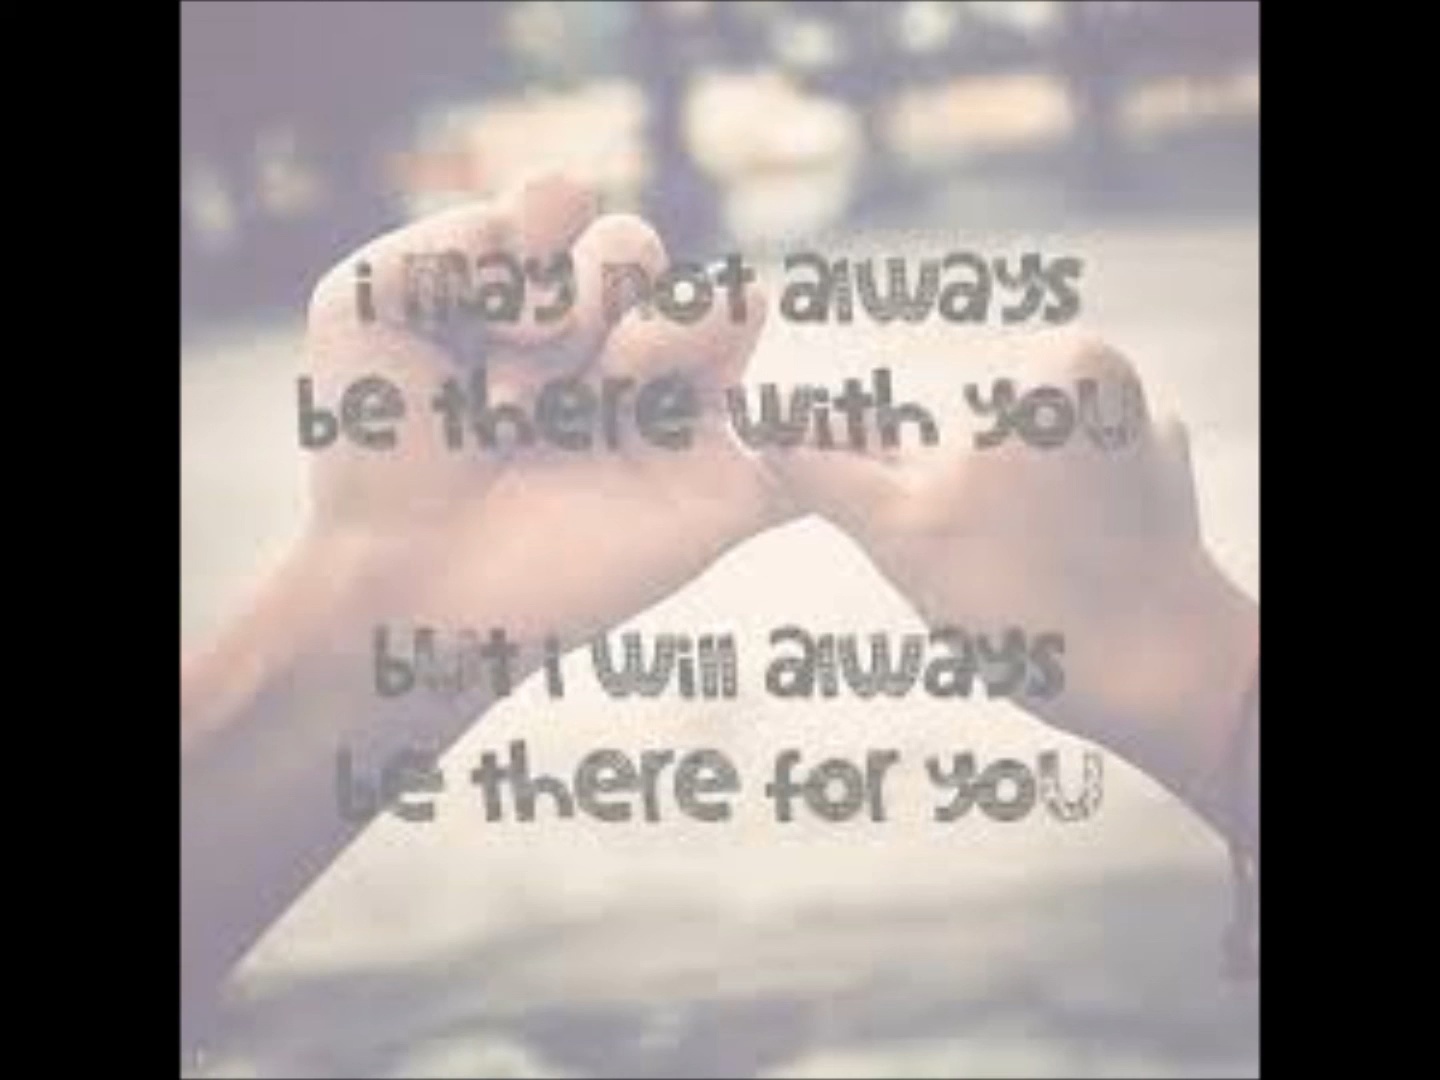 i may not always
be there with you
but i will always
be there for you